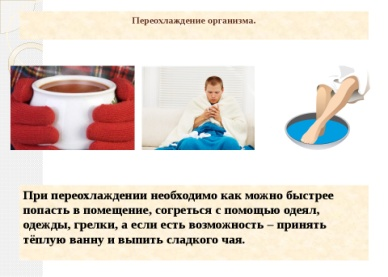 Переохлаждение организма.
При переохлаждении необходимо как можно быстрее
попасть в помещение, согреться с помощью одеял,
одежды, грелки, а если есть возможность – принять
тёплую ванну и выпить сладкого чая.